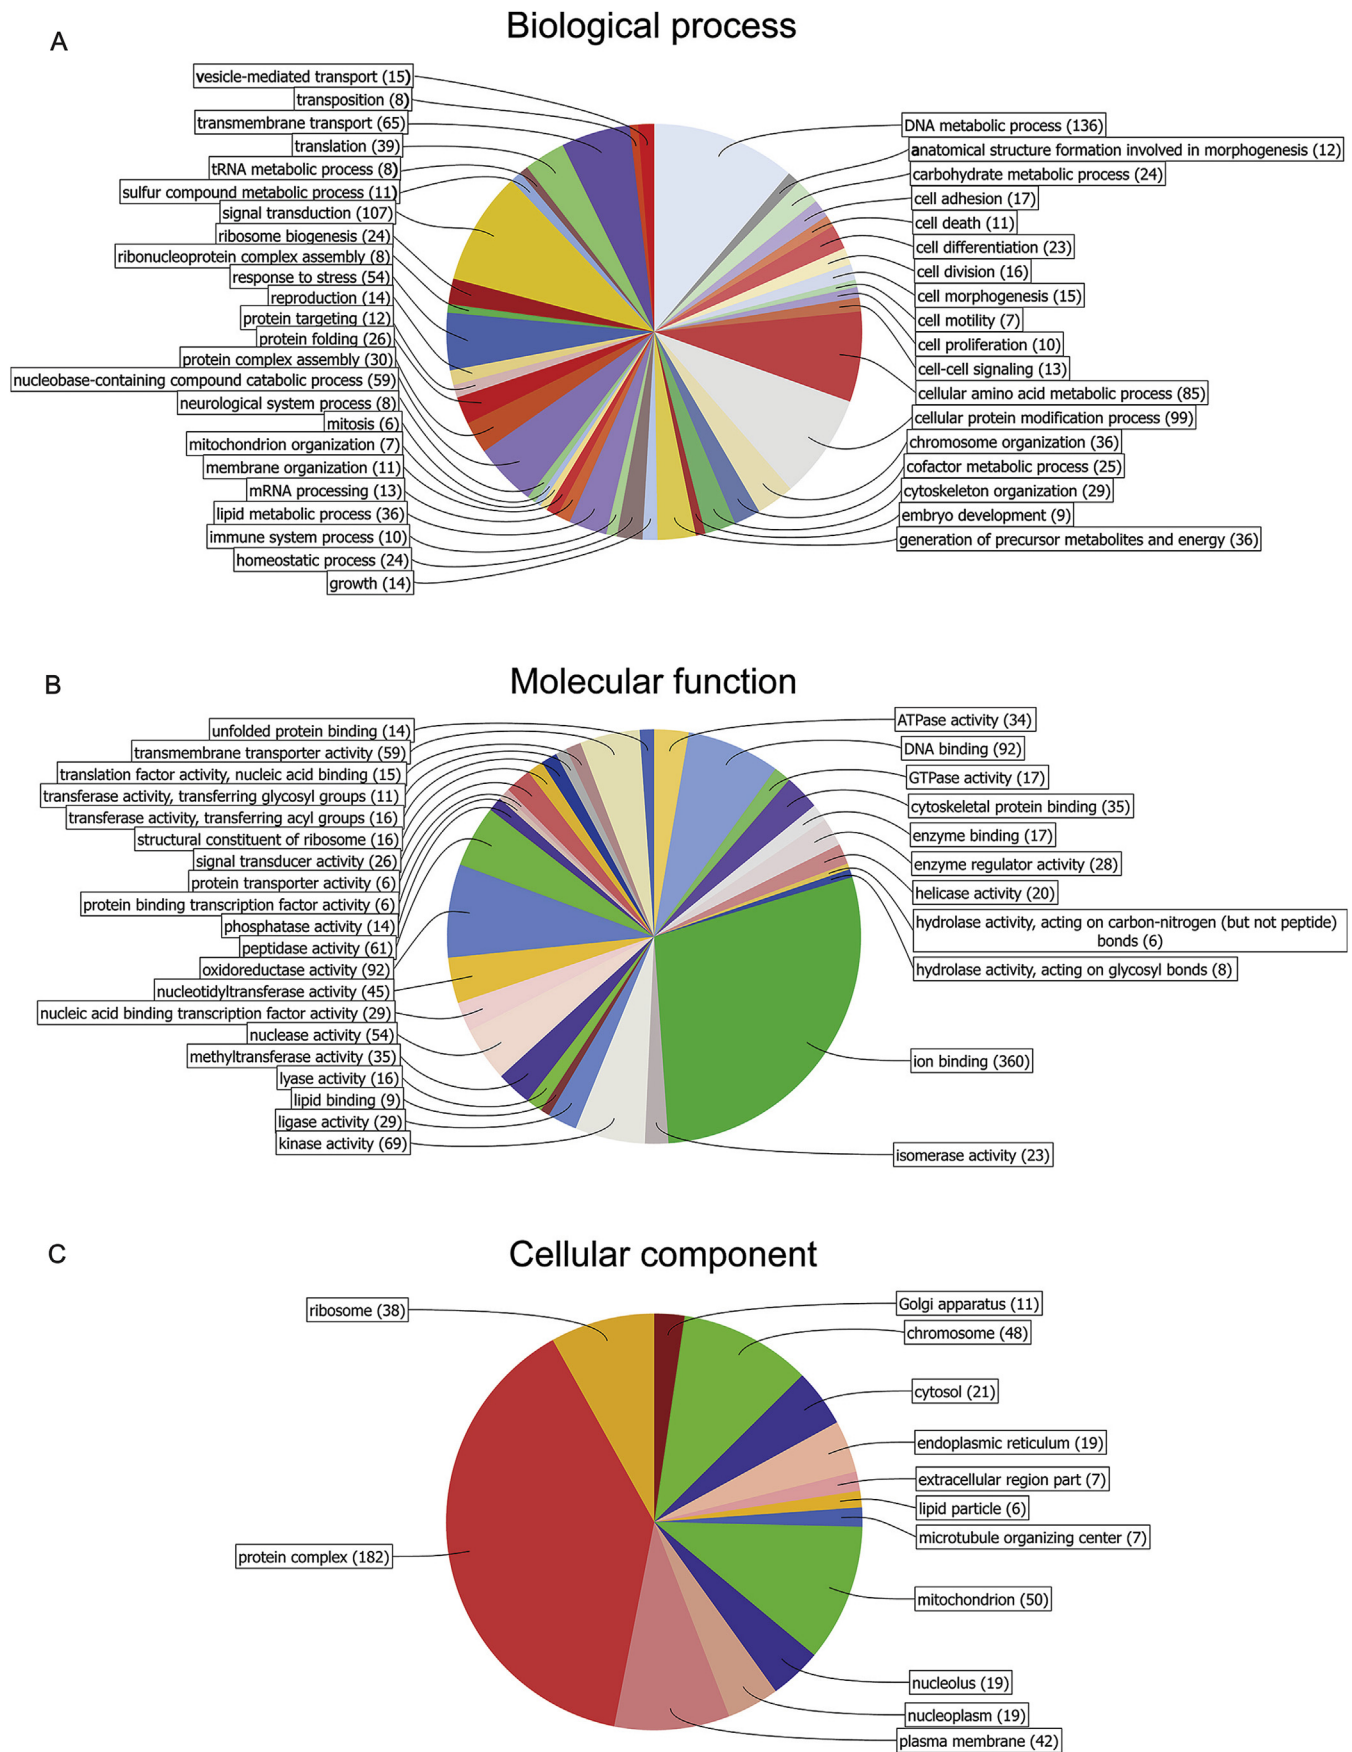 A
Biological process
vesicle-mediated transport (15)
transposition (8)
transmembrane transport (65)
translation (39)
tRNA metabolic process (8)
sulfur compound metabolic process (11)
signal transduction (107)
ribosome biogenesis (24)
ribonucleoprotein complex assembly (8)
response to stress (54)
reproduction (14)
protein targeting (12)
protein folding (26)
protein complex assembly (30)
nucleobase-containing compound catabolic process (59)
neurological system process (8)
mitosis (6)
mitochondrion organization (7)
membrane organization (11)
mRNA processing (13)
lipid metabolic process (36)
immune system process (10)
homeostatic process (24)
growth (14)
DNA metabolic process (136)
anatomical structure formation involved in morphogenesis (12)
carbohydrate metabolic process (24)
cell adhesion (17)
cell death (11)
cell differentiation (23)
cell division (16)
cell morphogenesis (15)
cell motility (7)
cell proliferation (10)
cell-cell signaling (13)
cellular amino acid metabolic process (85)
cellular protein modification process (99)
chromosome organization (36)
cofactor metabolic process (25)
cytoskeleton organization (29)
embryo development (9)
generation of precursor metabolites and energy (36)
B
Molecular function
unfolded protein binding (14)
transmembrane transporter activity (59)
translation factor activity, nucleic acid binding (15)
transferase activity, transferring glycosyl groups (11)
transferase activity, transferring acyl groups (16)
structural constituent of ribosome (16)
signal transducer activity (26)
protein transporter activity (6)
protein binding transcription factor activity (6)
phosphatase activity (14)
peptidase activity (61)
oxidoreductase activity (92)
nucleotidyltransferase activity (45)
nucleic acid binding transcription factor activity (29)
nuclease activity (54)
methyltransferase activity (35)
lyase activity (16)
lipid binding (9)
ligase activity (29)
kinase activity (69)
ATPase activity (34)
DNA binding (92)
GTPase activity (17)
cytoskeletal protein binding (35)
enzyme binding (17)
enzyme regulator activity (28)
helicase activity (20)
hydrolase activity, acting on carbon-nitrogen (but not peptide)
bonds (6)
hydrolase activity, acting on glycosyl bonds (8)
ion binding (360)
isomerase activity (23)
C
Cellular component
ribosome (38)
protein complex (182)
Golgi apparatus (11)
chromosome (48)
cytosol (21)
endoplasmic reticulum (19)
extracellular region part (7)
lipid particle (6)
microtubule organizing center (7)
mitochondrion (50)
nucleolus (19)
nucleoplasm (19)
plasma membrane (42)